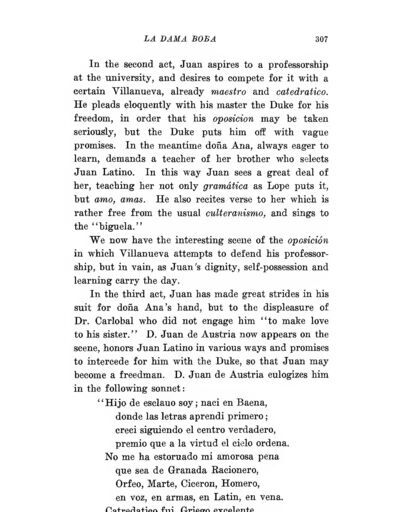 LA DAMA BOBA 307
In the second act, Juan aspires to a professorship
at the university, and desires to compete for it with a
certain Villanueva, already maestro and catedratico.
He pleads eloquently with his master the Duke for his
freedom, in order that his oposicion may be taken
seriously, but the Duke puts him off with vague
promises. In the meantime doña Ana, always eager to
learn, demands a teacher of her brother who selects
Juan Latino. In this way Juan sees a great deal of
her, teaching her not only gramática as Lope puts it,
but amo, amas. He also recites verse to her which is
rather free from the usual culteranismo, and sings to
the "biguela."
We now have the interesting scene of the oposición
in which Villanueva attempts to defend his professor-
ship, but in vain, as Juan's dignity, self-possession and
learning carry the day.
In the third act, Juan has made great strides in his
suit for doña Ana's hand, but to the displeasure of
Dr. Carlobal who did not engage him "to make love
to his sister." D. Juan de Austria now appears on the
scene, honors Juan Latino in various ways and promises
to intercede for him with the Duke, so that Juan may
become a freedman. D. Juan de Austria eulogizes him
in the following sonnet:
"Hijo de esclauo soy; naci en Baena,
donde las letras aprendi primero;
creci siguiendo el centro verdadero,
premio que a la virtud el cielo ordena.
No me ha estoruado mi amorosa pena
que sea de Granada Racionero,
Orfeo, Marte, Ciceron, Homero,
en voz, en armas, en Latin, en vena.
Catredatico fui, Griego excelente